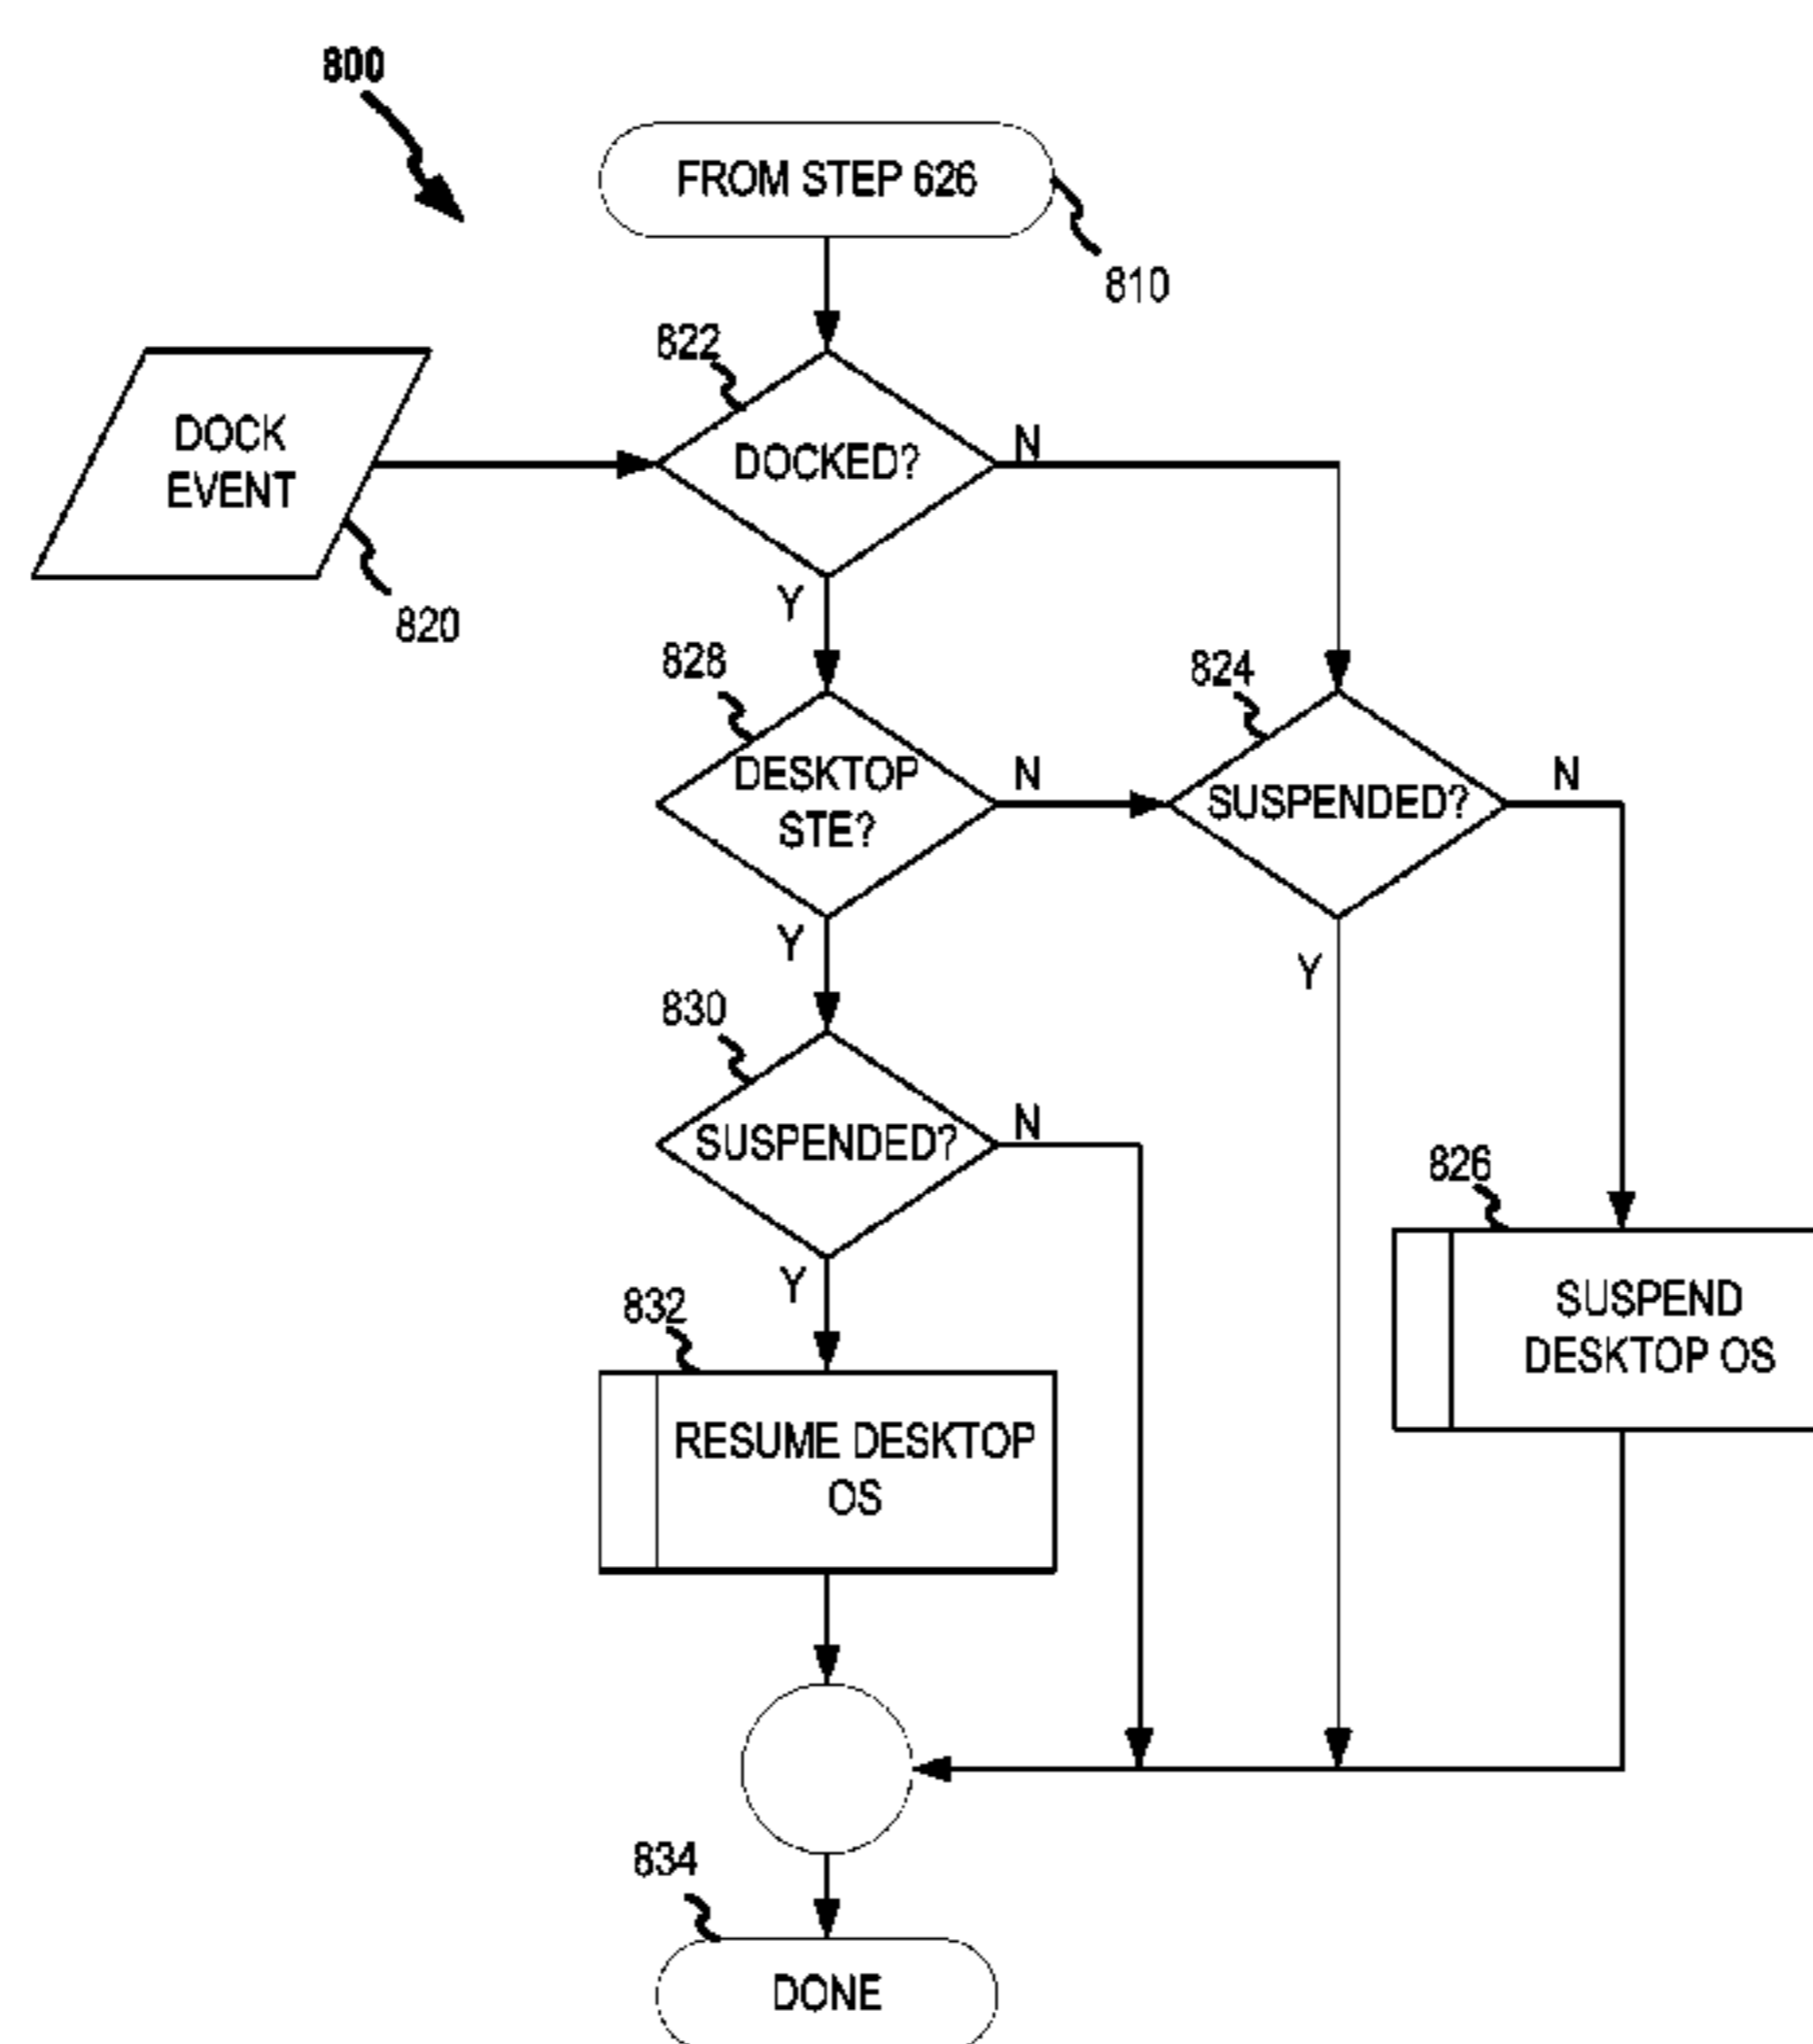 800
FROM STEP 626
810
822
DOCKED?
N
DOCK
EVENT
820
Y
828
DESKTOP
STE?
N
824
SUSPENDED?
N
Y
Y
830
SUSPENDED?
N
826
SUSPEND
DESKTOP OS
Y
832
RESUME DESKTOP
OS
834
DONE